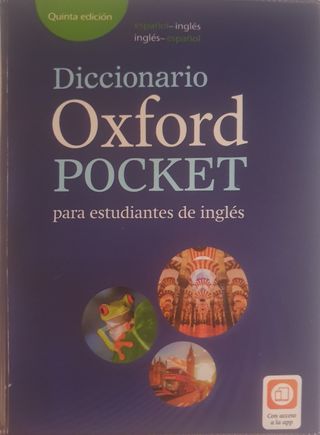 Quinta edición
español–inglés
inglés–español
Diccionario
Oxford
POCKET
para estudiantes de inglés
Con acceso
a la app